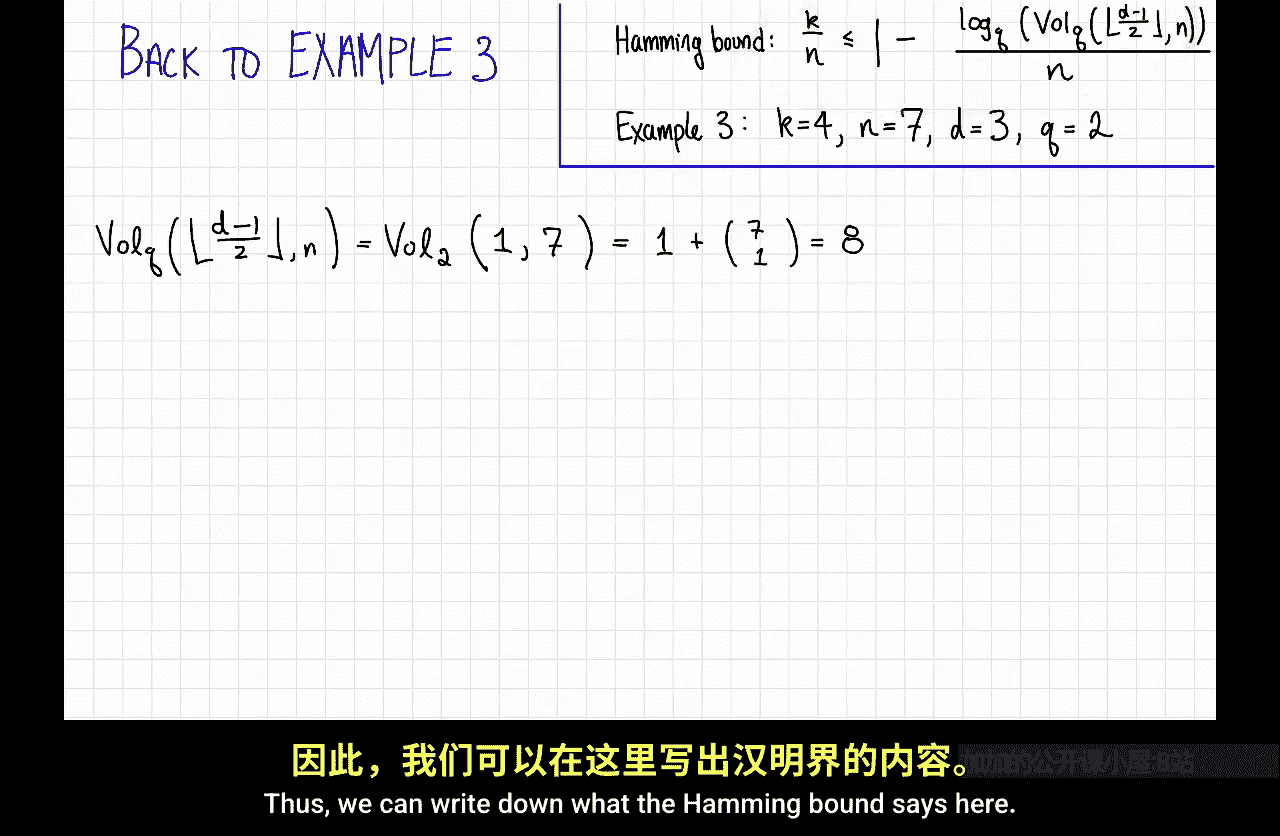 BACK TO EXAMPLE 3
Hamming bound: k/n ≤ 1 − log_q (Vol_q(⌊(d-1)/2⌋, n)) / n
Example 3: k=4, n=7, d=3, q=2
Vol_q(⌊(d-1)/2⌋, n) = Vol_2 (1, 7) = 1 + (7 1) = 8
因此，我们可以在这里写出汉明界的内容。
Thus, we can write down what the Hamming bound says here.